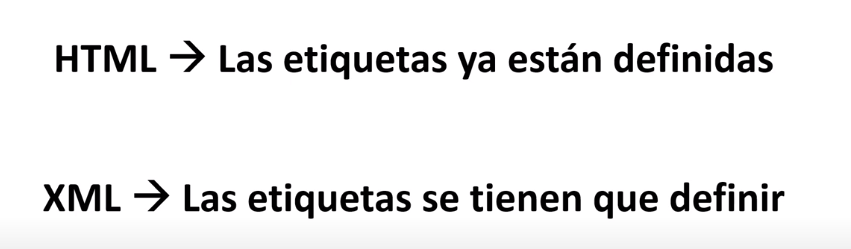 HTML → Las etiquetas ya están definidas
XML → Las etiquetas se tienen que definir